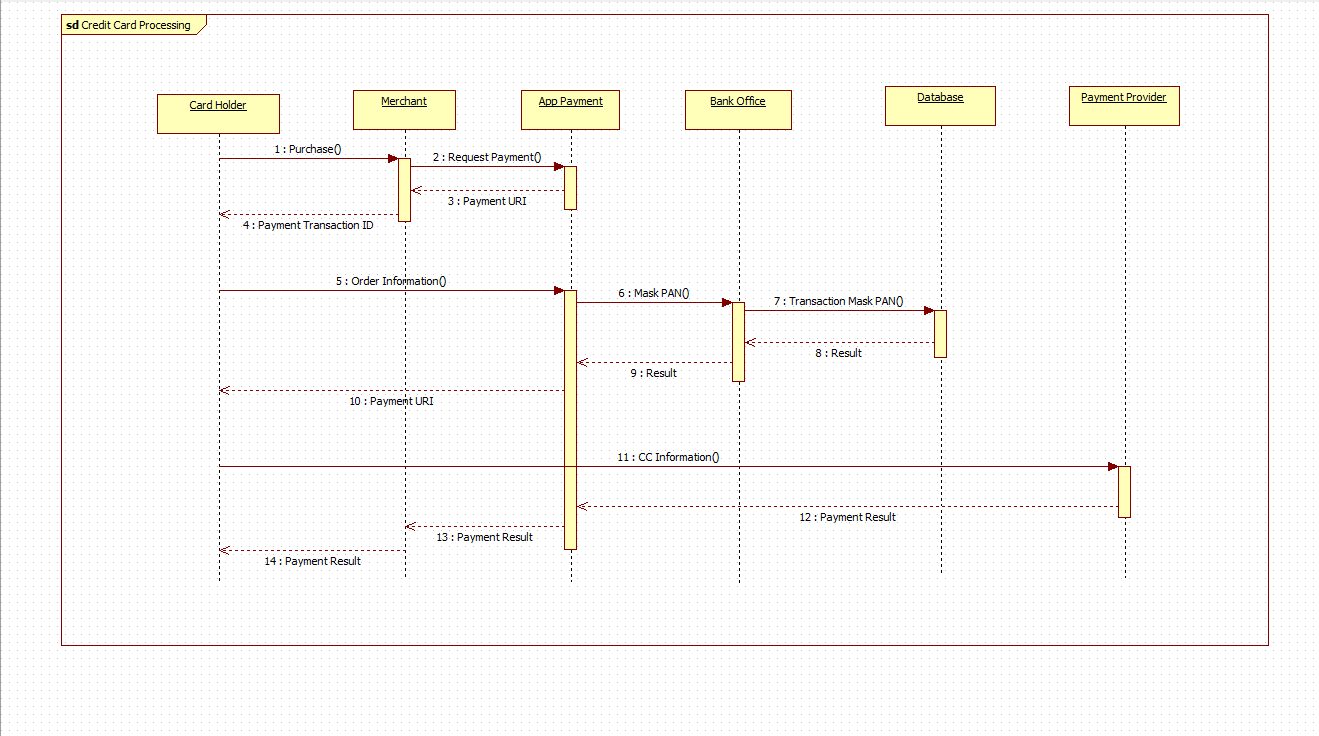 sd Credit Card Processing
Card Holder
Merchant
App Payment
Bank Office
Database
Payment Provider
1 : Purchase()
2 : Request Payment()
3 : Payment URI
4 : Payment Transaction ID
5 : Order Information()
6 : Mask PAN()
7 : Transaction Mask PAN()
8 : Result
9 : Result
10 : Payment URI
11 : CC Information()
12 : Payment Result
13 : Payment Result
14 : Payment Result